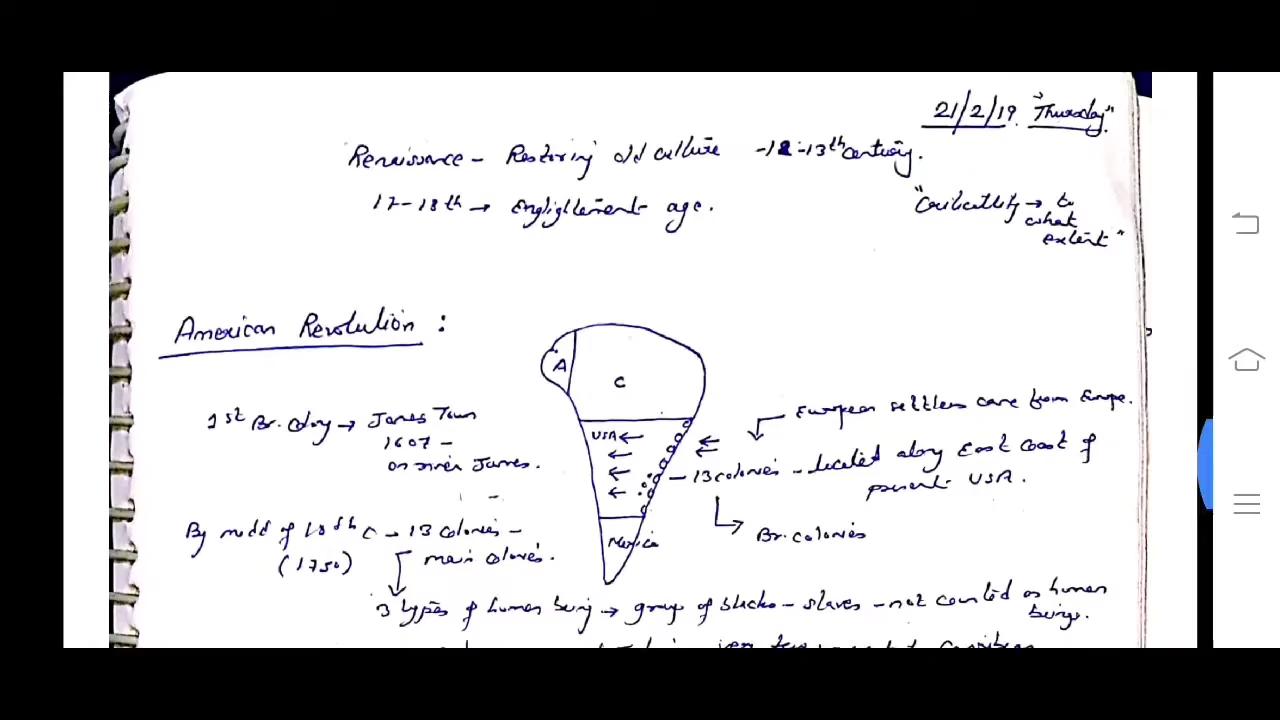 21/2/19 "Thursday"
Renaissance - Restoring old culture -12-13th century.
17-18th → Englightement age.
"Critically → to
what
extent"
American Revolution :
A
C
1st Br. colony → James Town
1607 -
on river James.
European settlers came from Europe.
USA
- 13 colonies - located along East coast of
present USA.
By midd of 18th C - 13 colonies -
(1750)
main colonies.
Br. colonies
Mexico
3 types of human being → group of blacks - slaves - not counted as human
beings.